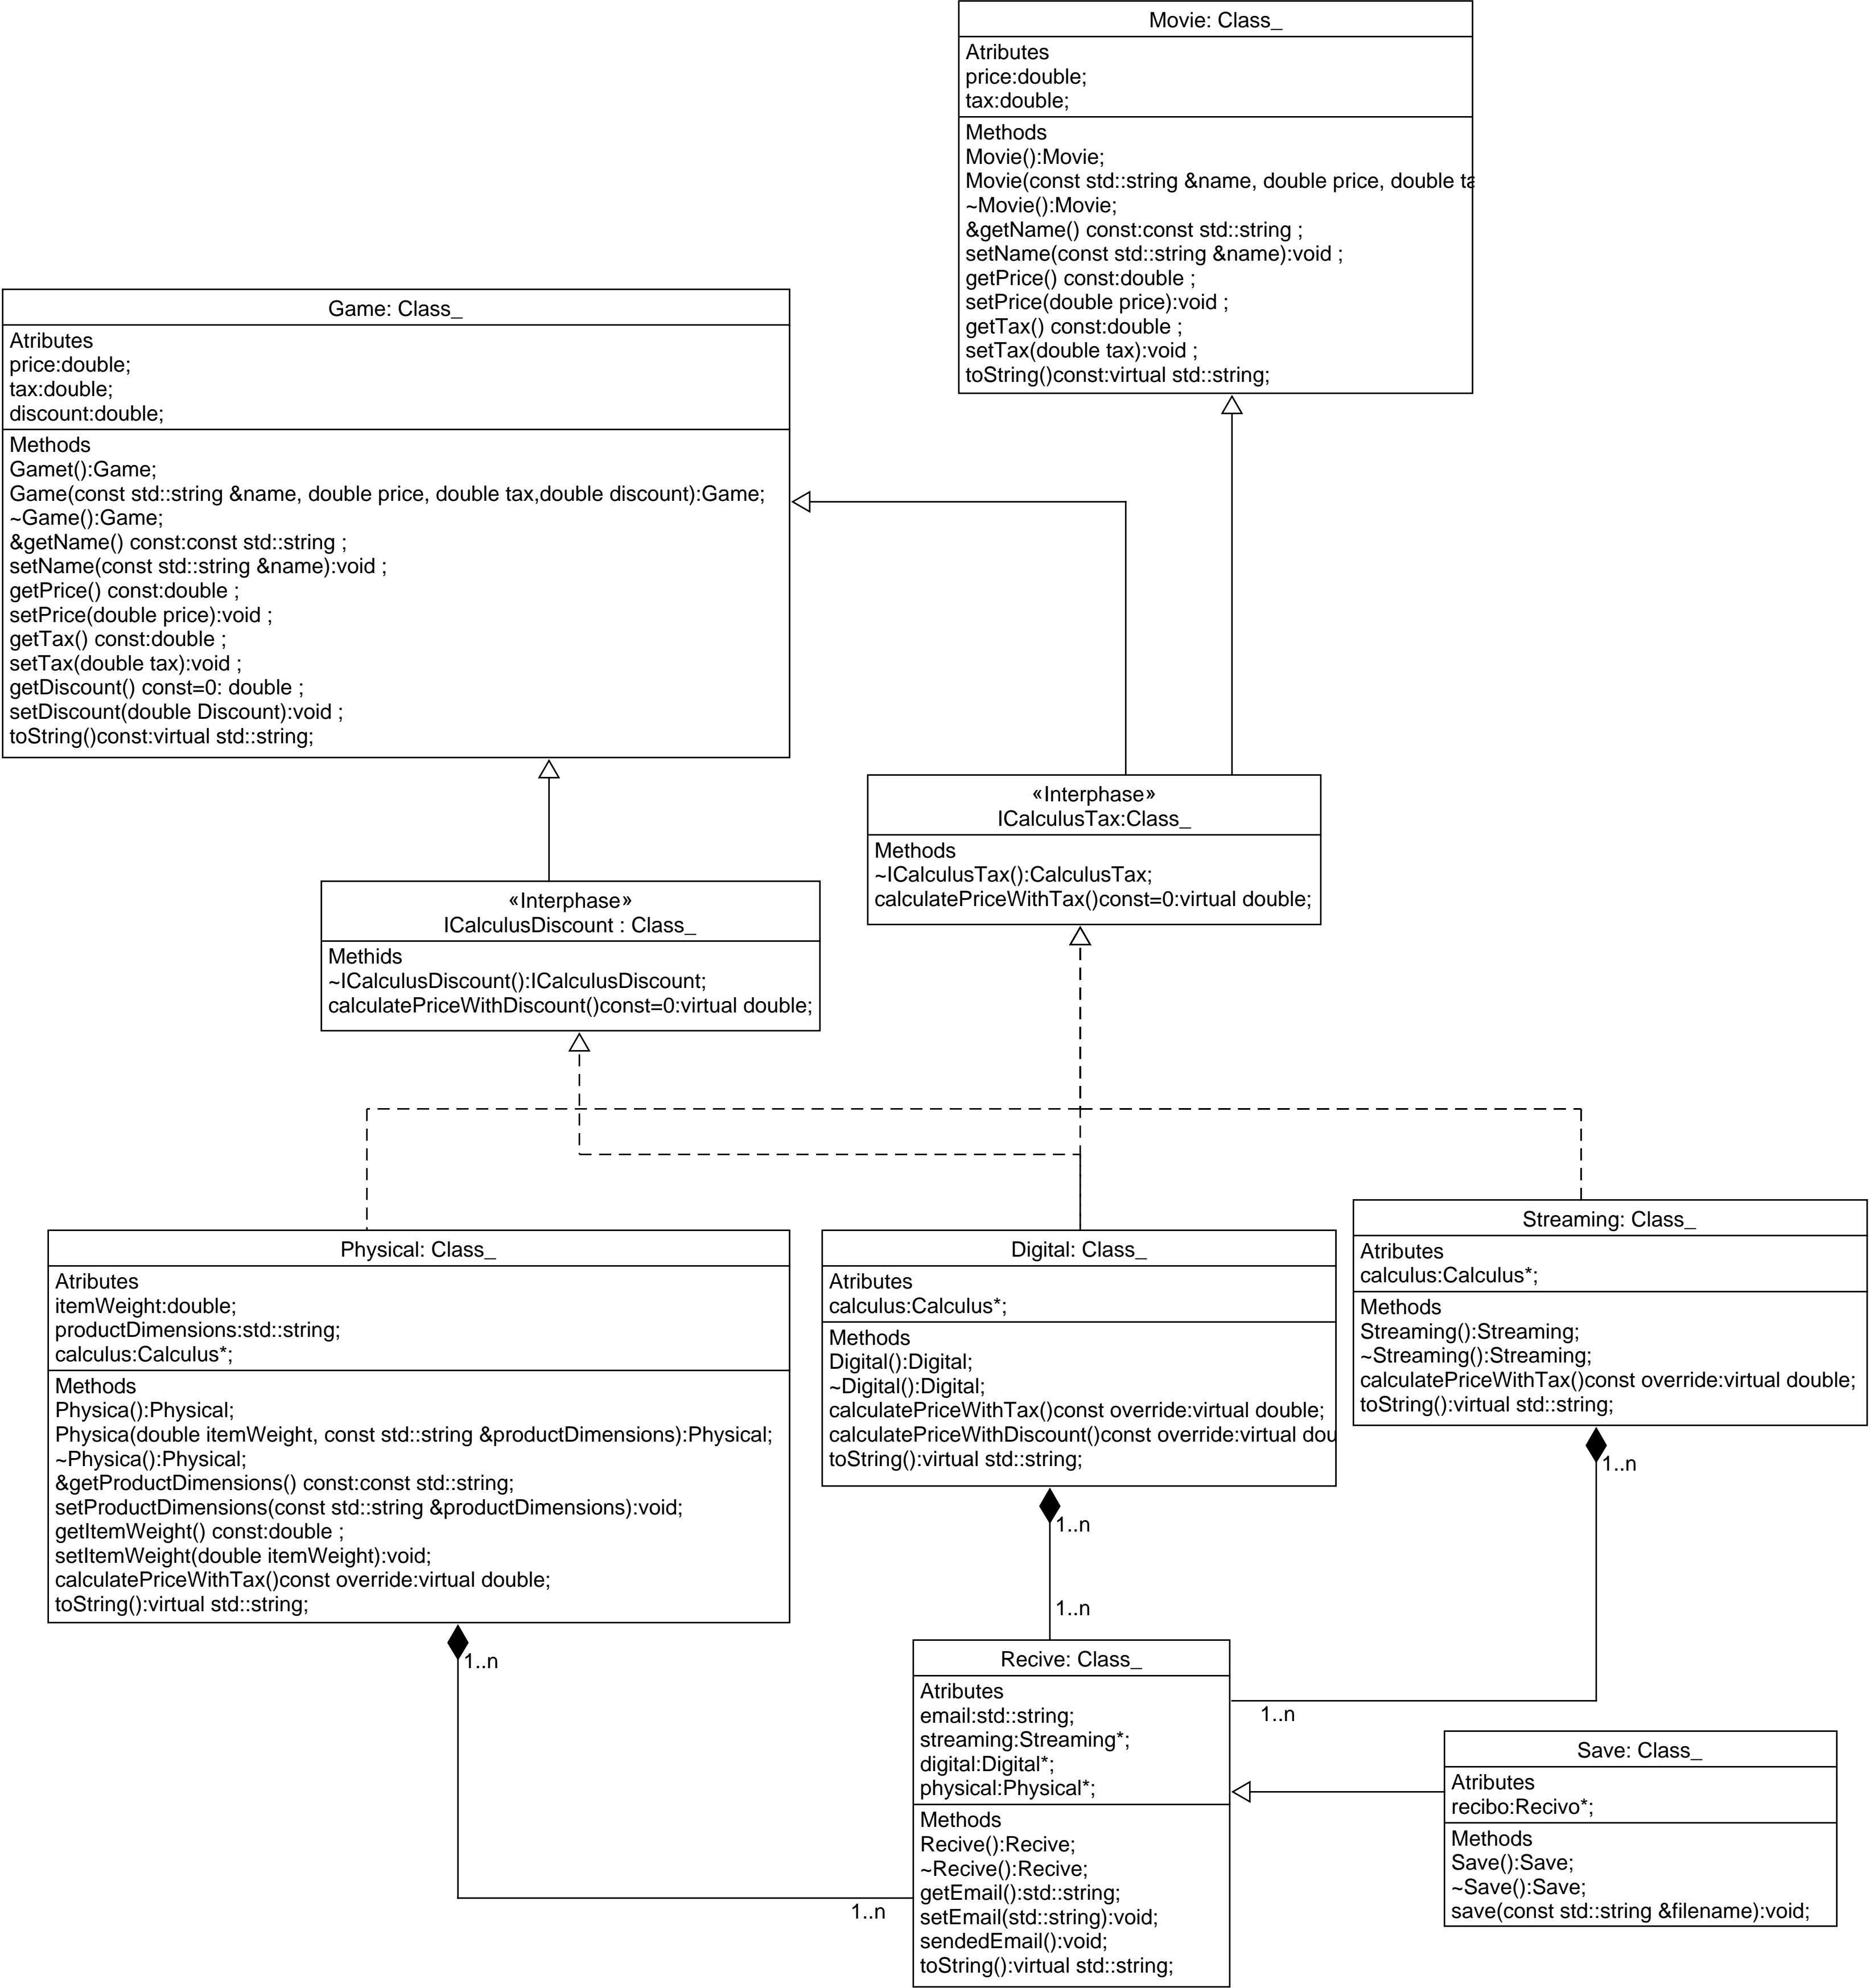 Movie: Class_
Atributes
price:double;
tax:double;
Methods
Movie():Movie;
Movie(const std::string &name, double price, double ta
~Movie():Movie;
&getName() const:const std::string ;
setName(const std::string &name):void ;
getPrice() const:double ;
setPrice(double price):void ;
getTax() const:double ;
setTax(double tax):void ;
toString()const:virtual std::string;
Game: Class_
Atributes
price:double;
tax:double;
discount:double;
Methods
Gamet():Game;
Game(const std::string &name, double price, double tax,double discount):Game;
~Game():Game;
&getName() const:const std::string ;
setName(const std::string &name):void ;
getPrice() const:double ;
setPrice(double price):void ;
getTax() const:double ;
setTax(double tax):void ;
getDiscount() const=0: double ;
setDiscount(double Discount):void ;
toString()const:virtual std::string;
«Interphase»
ICalculusTax:Class_
Methods
~ICalculusTax():CalculusTax;
calculatePriceWithTax()const=0:virtual double;
«Interphase»
ICalculusDiscount : Class_
Methids
~ICalculusDiscount():ICalculusDiscount;
calculatePriceWithDiscount()const=0:virtual double;
Physical: Class_
Atributes
itemWeight:double;
productDimensions:std::string;
calculus:Calculus*;
Methods
Physica():Physical;
Physica(double itemWeight, const std::string &productDimensions):Physical;
~Physica():Physical;
&getProductDimensions() const:const std::string;
setProductDimensions(const std::string &productDimensions):void;
getItemWeight() const:double ;
setItemWeight(double itemWeight):void;
calculatePriceWithTax()const override:virtual double;
toString():virtual std::string;
Digital: Class_
Atributes
calculus:Calculus*;
Methods
Digital():Digital;
~Digital():Digital;
calculatePriceWithTax()const override:virtual double;
calculatePriceWithDiscount()const override:virtual dou
toString():virtual std::string;
Streaming: Class_
Atributes
calculus:Calculus*;
Methods
Streaming():Streaming;
~Streaming():Streaming;
calculatePriceWithTax()const override:virtual double;
toString():virtual std::string;
1..n
1..n
1..n
1..n
1..n
1..n
Recive: Class_
Atributes
email:std::string;
streaming:Streaming*;
digital:Digital*;
physical:Physical*;
Methods
Recive():Recive;
~Recive():Recive;
getEmail():std::string;
setEmail(std::string):void;
sendedEmail():void;
toString():virtual std::string;
Save: Class_
Atributes
recibo:Recivo*;
Methods
Save():Save;
~Save():Save;
save(const std::string &filename):void;